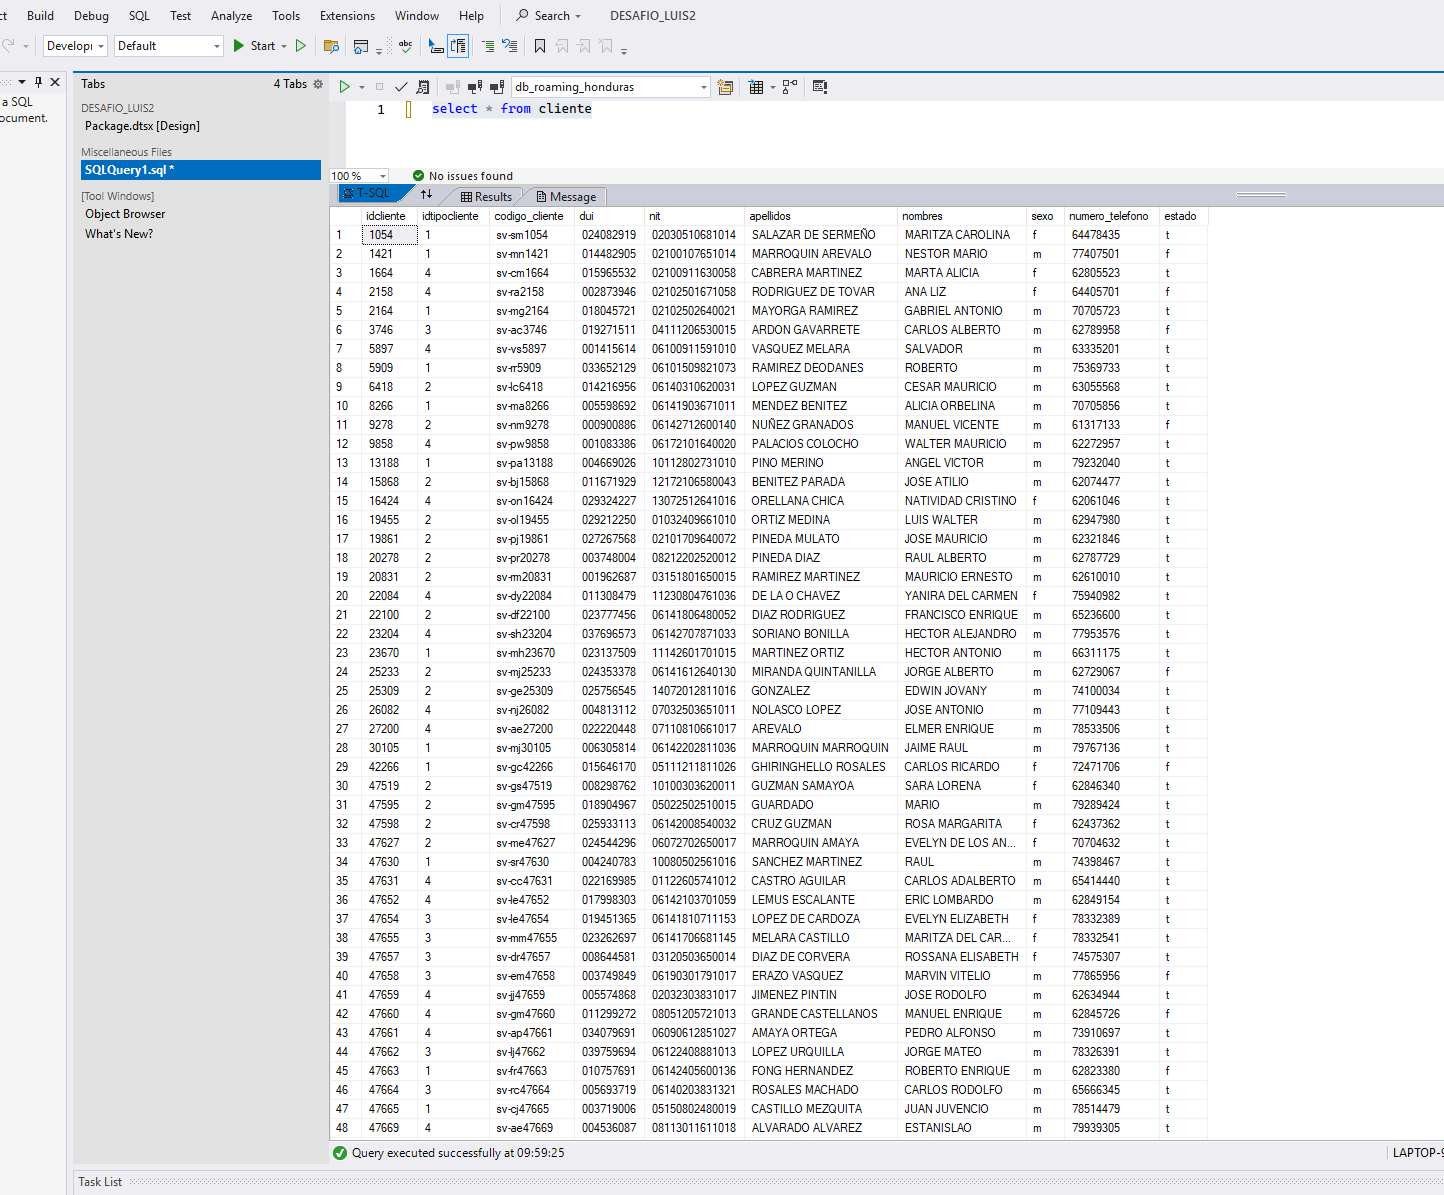 ct Build Debug SQL Test Analyze Tools Extensions Window Help Search DESAFIO_LUIS2
Develop Default Start abc
a SQL
ocument.
Tabs 4 Tabs
DESAFIO_LUIS2
Package.dtsx [Design]
Miscellaneous Files
SQLQuery1.sql *
[Tool Windows]
Object Browser
What's New?
db_roaming_honduras
1 select * from cliente
100 % No issues found
T-SQL Results Message
idcliente idtipocliente codigo_cliente dui nit apellidos nombres sexo numero_telefono estado
1 1054 1 sv-sm1054 024082919 02030510681014 SALAZAR DE SERMEÑO MARITZA CAROLINA f 64478435 t
2 1421 1 sv-mn1421 014482905 02100107651014 MARROQUIN AREVALO NESTOR MARIO m 77407501 f
3 1664 4 sv-cm1664 015965532 02100911630058 CABRERA MARTINEZ MARTA ALICIA f 62805523 t
4 2158 4 sv-ra2158 002873946 02102501671058 RODRIGUEZ DE TOVAR ANA LIZ f 64405701 f
5 2164 1 sv-mg2164 018045721 02102502640021 MAYORGA RAMIREZ GABRIEL ANTONIO m 70705723 t
6 3746 3 sv-ac3746 019271511 04111206530015 ARDON GAVARRETE CARLOS ALBERTO m 62789958 f
7 5897 4 sv-vs5897 001415614 06100911591010 VASQUEZ MELARA SALVADOR m 63335201 t
8 5909 1 sv-rr5909 033652129 06101509821073 RAMIREZ DEODANES ROBERTO m 75369733 t
9 6418 2 sv-lc6418 014216956 06140310620031 LOPEZ GUZMAN CESAR MAURICIO m 63055568 t
10 8266 1 sv-ma8266 005598692 06141903671011 MENDEZ BENITEZ ALICIA ORBELINA m 70705856 t
11 9278 2 sv-nm9278 000900886 06142712600140 NUÑEZ GRANADOS MANUEL VICENTE m 61317133 f
12 9858 4 sv-pw9858 001083386 06172101640020 PALACIOS COLOCHO WALTER MAURICIO m 62272957 t
13 13188 1 sv-pa13188 004669026 10112802731010 PINO MERINO ANGEL VICTOR m 79232040 t
14 15868 2 sv-bj15868 011671929 12172106580043 BENITEZ PARADA JOSE ATILIO m 62074477 t
15 16424 4 sv-on16424 029324227 13072512641016 ORELLANA CHICA NATIVIDAD CRISTINO f 62061046 t
16 19455 2 sv-ol19455 029212250 01032409661010 ORTIZ MEDINA LUIS WALTER m 62947980 t
17 19861 2 sv-pj19861 027267568 02101709640072 PINEDA MULATO JOSE MAURICIO m 62321846 t
18 20278 2 sv-pr20278 003748004 08212202520012 PINEDA DIAZ RAUL ALBERTO m 62787729 t
19 20831 2 sv-rm20831 001962687 03151801650015 RAMIREZ MARTINEZ MAURICIO ERNESTO m 62610010 t
20 22084 4 sv-dy22084 011308479 11230804761036 DE LA O CHAVEZ YANIRA DEL CARMEN f 75940982 t
21 22100 2 sv-df22100 023777456 06141806480052 DIAZ RODRIGUEZ FRANCISCO ENRIQUE m 65236600 t
22 23204 4 sv-sh23204 037696573 06142707871033 SORIANO BONILLA HECTOR ALEJANDRO m 77953576 t
23 23670 1 sv-mh23670 023137509 11142601701015 MARTINEZ ORTIZ HECTOR ANTONIO m 66311175 t
24 25233 2 sv-mj25233 024353378 06141612640130 MIRANDA QUINTANILLA JORGE ALBERTO m 62729067 f
25 25309 2 sv-ge25309 025756545 14072012811016 GONZALEZ EDWIN JOVANY m 74100034 t
26 26082 4 sv-nj26082 004813112 07032503651011 NOLASCO LOPEZ JOSE ANTONIO m 77109443 t
27 27200 4 sv-ae27200 022220448 07110810661017 AREVALO ELMER ENRIQUE m 78533506 t
28 30105 1 sv-mj30105 006305814 06142202811036 MARROQUIN MARROQUIN JAIME RAUL m 79767136 t
29 42266 1 sv-gc42266 015646170 05111211811026 GHIRINGHELLO ROSALES CARLOS RICARDO f 72471706 f
30 47519 2 sv-gs47519 008298762 10100303620011 GUZMAN SAMAYOA SARA LORENA f 62846340 t
31 47595 2 sv-gm47595 018904967 05022502510015 GUARDADO MARIO m 79289424 t
32 47598 2 sv-cr47598 025933113 06142008540032 CRUZ GUZMAN ROSA MARGARITA f 62437362 t
33 47627 2 sv-me47627 024544296 06072702650017 MARROQUIN AMAYA EVELYN DE LOS AN... f 70704632 t
34 47630 1 sv-sr47630 004240783 10080502561016 SANCHEZ MARTINEZ RAUL m 74398467 t
35 47631 4 sv-cc47631 022169985 01122605741012 CASTRO AGUILAR CARLOS ADALBERTO m 65414440 t
36 47652 4 sv-le47652 017998303 06142103701059 LEMUS ESCALANTE ERIC LOMBARDO m 62849154 t
37 47654 3 sv-le47654 019451365 06141810711153 LOPEZ DE CARDOZA EVELYN ELIZABETH f 78332389 t
38 47655 3 sv-mm47655 023262697 06141706681145 MELARA CASTILLO MARITZA DEL CAR... f 78332541 t
39 47657 3 sv-dr47657 008644581 03120503650014 DIAZ DE CORVERA ROSSANA ELISABETH f 74575307 t
40 47658 3 sv-em47658 003749849 06190301791017 ERAZO VASQUEZ MARVIN VITELIO m 77865956 f
41 47659 4 sv-jj47659 005574868 02032303831017 JIMENEZ PINTIN JOSE RODOLFO m 62634944 t
42 47660 4 sv-gm47660 011299272 08051205721013 GRANDE CASTELLANOS MANUEL ENRIQUE m 62845726 f
43 47661 4 sv-ap47661 034079691 06090612851027 AMAYA ORTEGA PEDRO ALFONSO m 73910697 t
44 47662 3 sv-lj47662 039759694 06122408881013 LOPEZ URQUILLA JORGE MATEO m 78326391 t
45 47663 1 sv-fr47663 010757691 06142405600136 FONG HERNANDEZ ROBERTO ENRIQUE m 62823380 f
46 47664 3 sv-rc47664 005693719 06140203831321 ROSALES MACHADO CARLOS RODOLFO m 65666345 t
47 47665 1 sv-cj47665 003719006 05150802480019 CASTILLO MEZQUITA JUAN JUVENCIO m 78514479 t
48 47669 4 sv-ae47669 004536087 08113011611018 ALVARADO ALVAREZ ESTANISLAO m 79939305 t
Query executed successfully at 09:59:25 LAPTOP-9
Task List